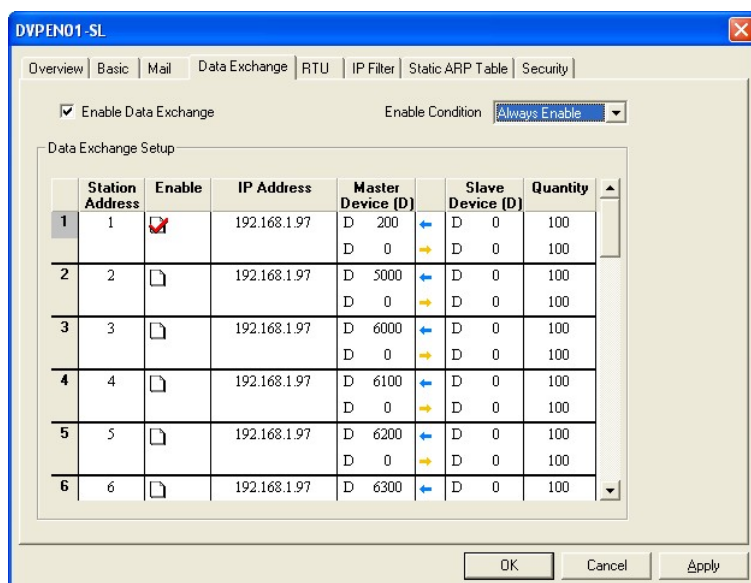 DVPEN01-SL
Overview Basic Mail Data Exchange RTU IP Filter Static ARP Table Security
Enable Data Exchange Enable Condition Always Enable
Data Exchange Setup
Station Address Enable IP Address Master Device (D) Slave Device (D) Quantity
1 1 192.168.1.97 D 200 D 0 100
D 0 D 0 100
2 2 192.168.1.97 D 5000 D 0 100
D 0 D 0 100
3 3 192.168.1.97 D 6000 D 0 100
D 0 D 0 100
4 4 192.168.1.97 D 6100 D 0 100
D 0 D 0 100
5 5 192.168.1.97 D 6200 D 0 100
D 0 D 0 100
6 6 192.168.1.97 D 6300 D 0 100
OK Cancel Apply